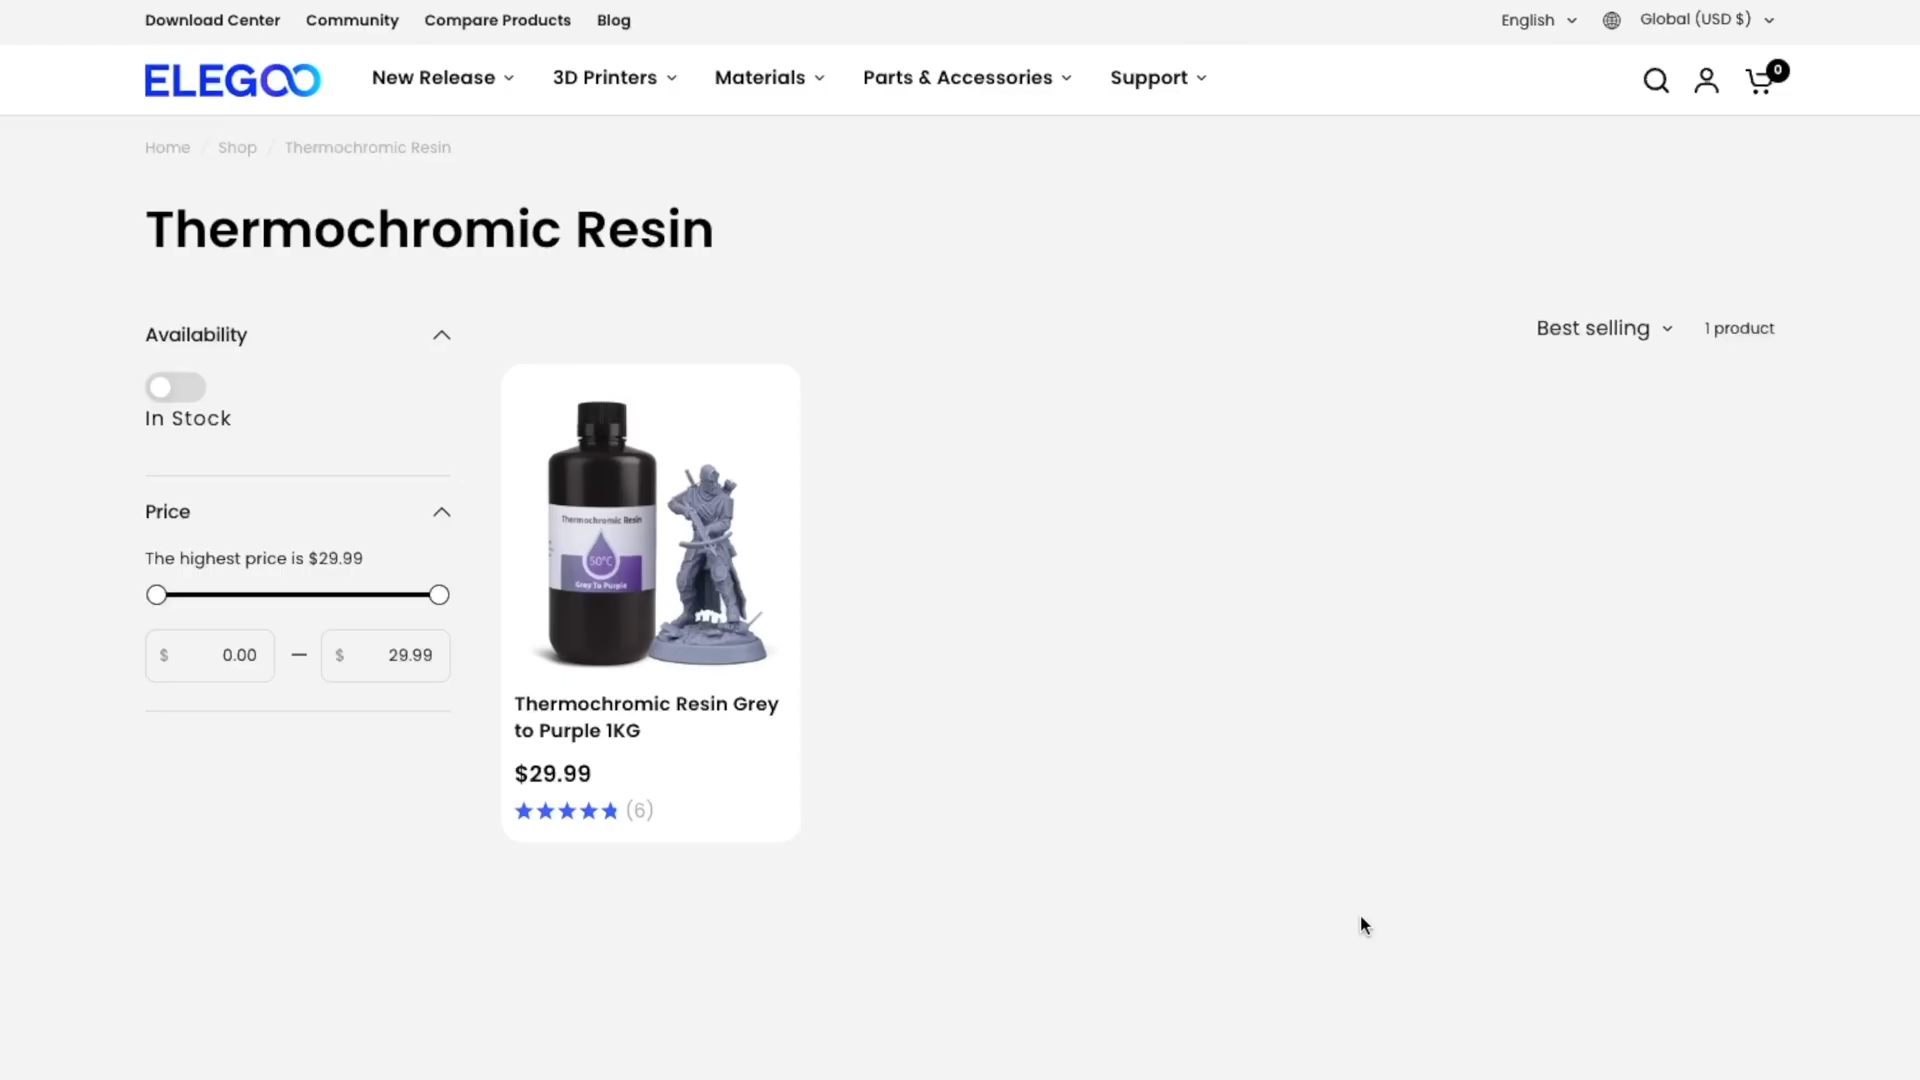 Download Center Community Compare Products Blog English Global (USD $)
ELEGOO New Release 3D Printers Materials Parts & Accessories Support 0
Home / Shop / Thermochromic Resin
Thermochromic Resin
Availability
In Stock
Price
The highest price is $29.99
$ 0.00 — $ 29.99
Best selling 1 product
Thermochromic Resin
50°C
Grey To Purple
Thermochromic Resin Grey
to Purple 1KG
$29.99
(6)